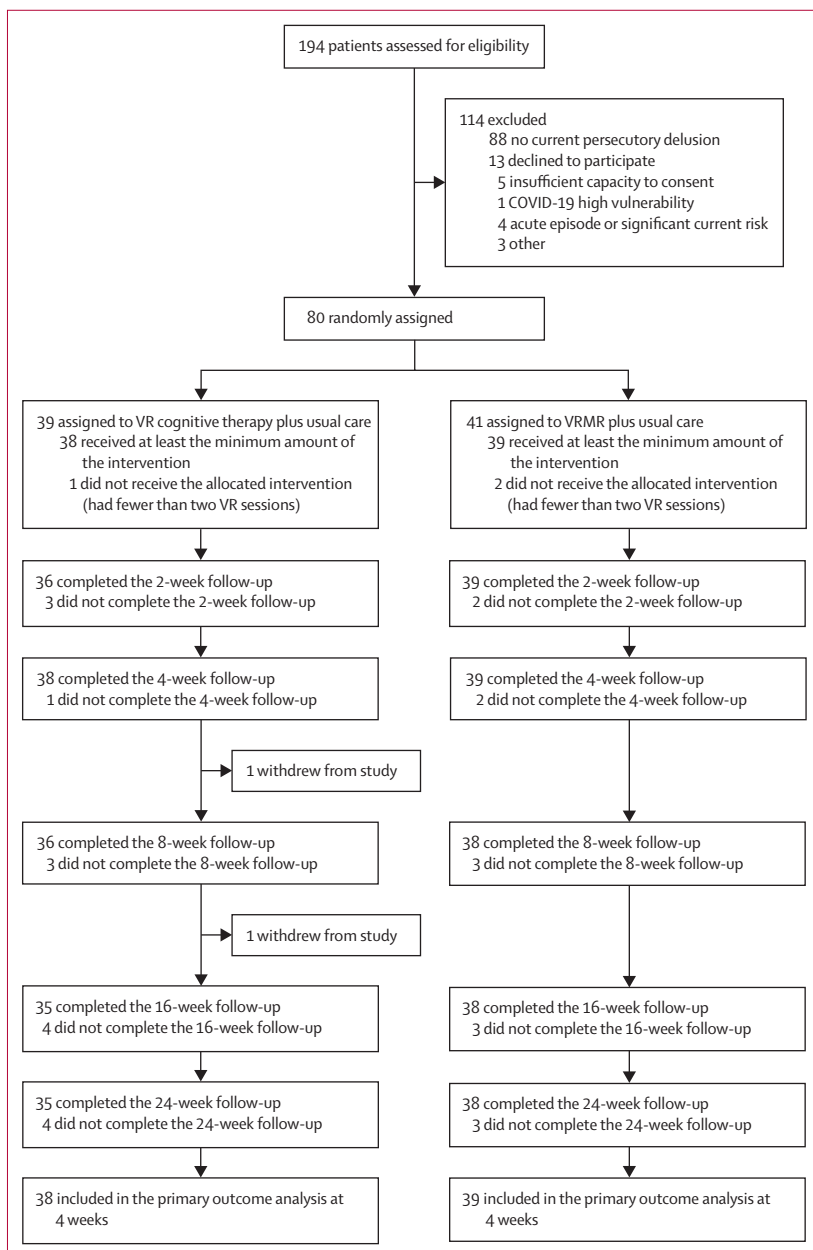 194 patients assessed for eligibility
114 excluded
88 no current persecutory delusion
13 declined to participate
5 insufficient capacity to consent
1 COVID-19 high vulnerability
4 acute episode or significant current risk
3 other
80 randomly assigned
39 assigned to VR cognitive therapy plus usual care
38 received at least the minimum amount of
the intervention
1 did not receive the allocated intervention
(had fewer than two VR sessions)
41 assigned to VRMR plus usual care
39 received at least the minimum amount of
the intervention
2 did not receive the allocated intervention
(had fewer than two VR sessions)
36 completed the 2-week follow-up
3 did not complete the 2-week follow-up
39 completed the 2-week follow-up
2 did not complete the 2-week follow-up
38 completed the 4-week follow-up
1 did not complete the 4-week follow-up
39 completed the 4-week follow-up
2 did not complete the 4-week follow-up
1 withdrew from study
36 completed the 8-week follow-up
3 did not complete the 8-week follow-up
38 completed the 8-week follow-up
3 did not complete the 8-week follow-up
1 withdrew from study
35 completed the 16-week follow-up
4 did not complete the 16-week follow-up
38 completed the 16-week follow-up
3 did not complete the 16-week follow-up
35 completed the 24-week follow-up
4 did not complete the 24-week follow-up
38 completed the 24-week follow-up
3 did not complete the 24-week follow-up
38 included in the primary outcome analysis at
4 weeks
39 included in the primary outcome analysis at
4 weeks